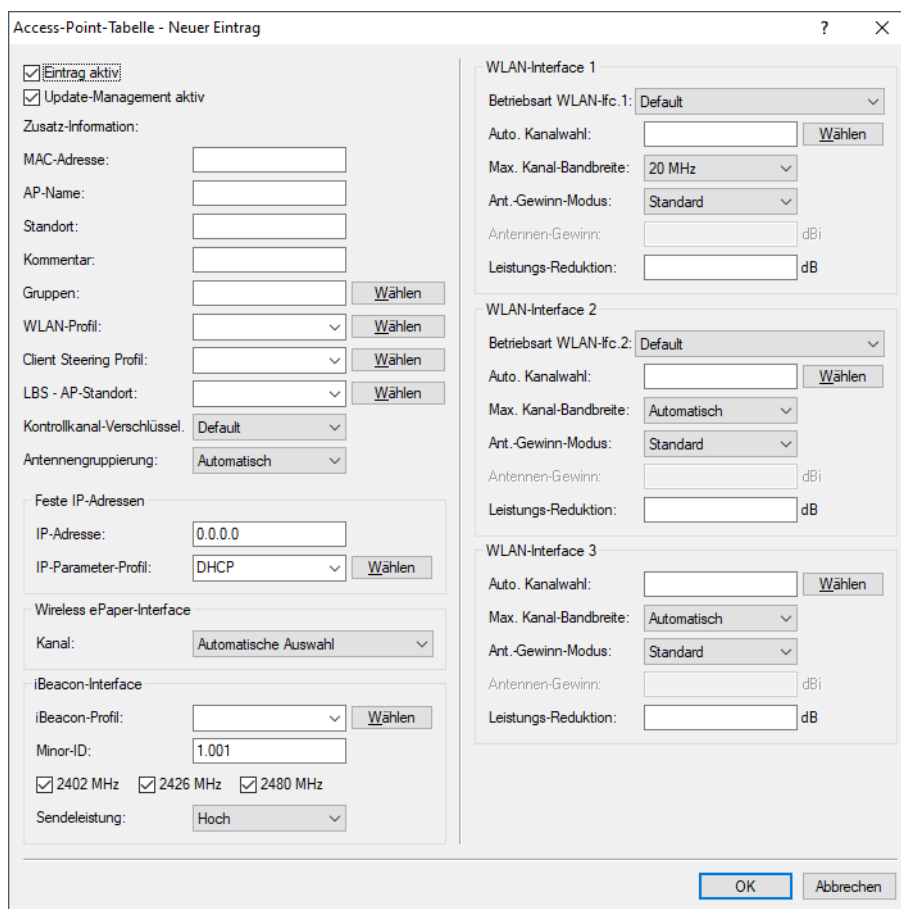 Access-Point-Tabelle - Neuer Eintrag
Eintrag aktiv
Update-Management aktiv
Zusatz-Information:
MAC-Adresse:
AP-Name:
Standort:
Kommentar:
Gruppen: Wählen
WLAN-Profil: Wählen
Client Steering Profil: Wählen
LBS - AP-Standort: Wählen
Kontrollkanal-Verschlüssel. Default
Antennengruppierung: Automatisch
Feste IP-Adressen
IP-Adresse: 0.0.0.0
IP-Parameter-Profil: DHCP Wählen
Wireless ePaper-Interface
Kanal: Automatische Auswahl
iBeacon-Interface
iBeacon-Profil: Wählen
Minor-ID: 1.001
2402 MHz 2426 MHz 2480 MHz
Sendeleistung: Hoch
WLAN-Interface 1
Betriebsart WLAN-Ifc.1: Default
Auto. Kanalwahl: Wählen
Max. Kanal-Bandbreite: 20 MHz
Ant.-Gewinn-Modus: Standard
Antennen-Gewinn: dBi
Leistungs-Reduktion: dB
WLAN-Interface 2
Betriebsart WLAN-Ifc.2: Default
Auto. Kanalwahl: Wählen
Max. Kanal-Bandbreite: Automatisch
Ant.-Gewinn-Modus: Standard
Antennen-Gewinn: dBi
Leistungs-Reduktion: dB
WLAN-Interface 3
Auto. Kanalwahl: Wählen
Max. Kanal-Bandbreite: Automatisch
Ant.-Gewinn-Modus: Standard
Antennen-Gewinn: dBi
Leistungs-Reduktion: dB
OK Abbrechen